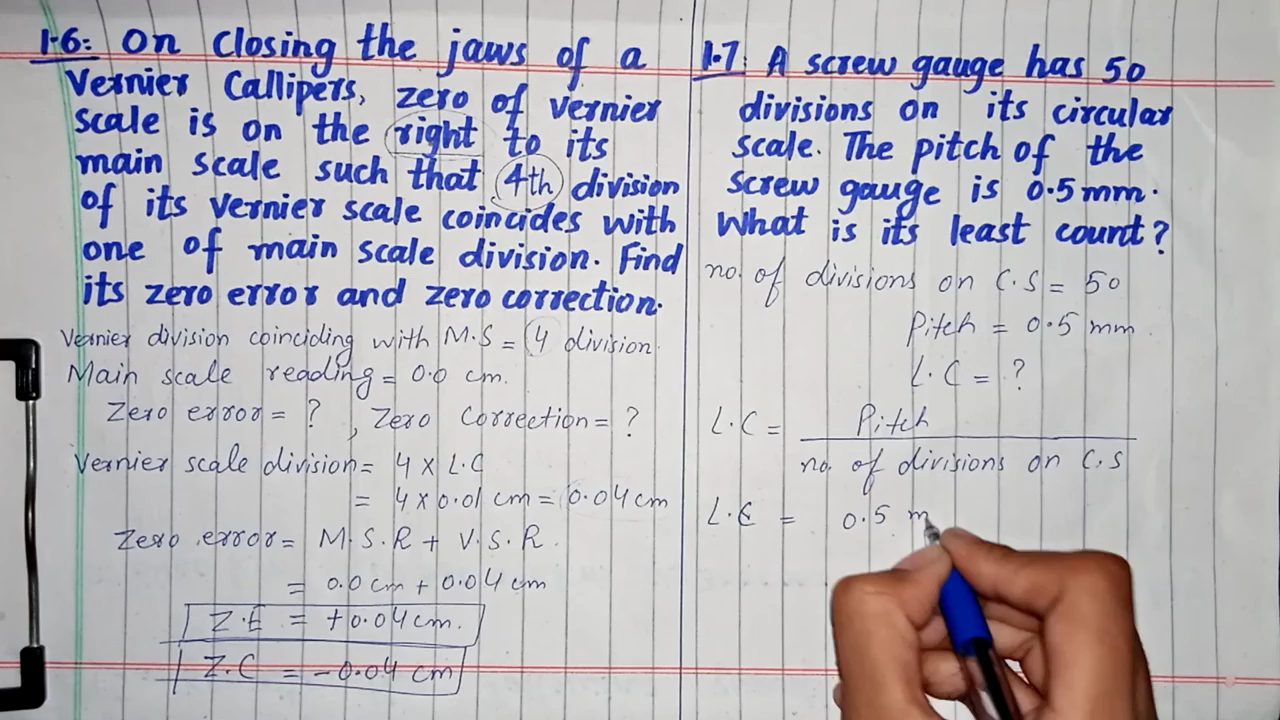 1.6: On closing the jaws of a
Vernier Callipers, zero of vernier
scale is on the right to its
main scale such that 4th division
of its vernier scale coincides with
one of main scale division. Find
its zero error and zero correction.
Vernier division coinciding with M.S = 4 division
Main scale reading = 0.0 cm.
Zero error = ? , Zero Correction = ?
Vernier scale division = 4 x L.C
= 4 x 0.01 cm = 0.04 cm
Zero error = M.S.R + V.S.R.
= 0.0 cm + 0.04 cm
Z.E = +0.04 cm.
Z.C = -0.04 cm
1.7: A screw gauge has 50
divisions on its circular
scale. The pitch of the
screw gauge is 0.5 mm.
What is its least count?
no. of divisions on C.S = 50
Pitch = 0.5 mm.
L.C = ?
L.C = Pitch
no. of divisions on C.S
L.C = 0.5 m